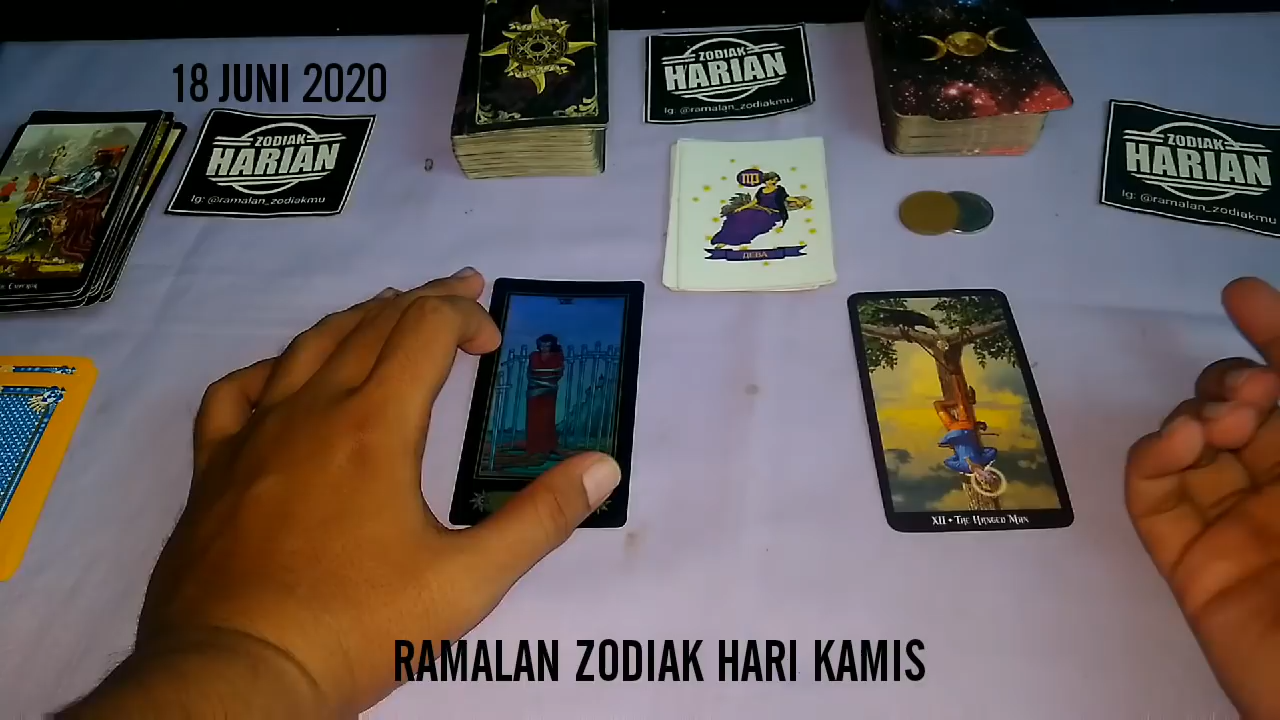 18 JUNI 2020
ZODIAK
HARIAN
Ig: @ramalan_zodiakmu
ZODIAK
HARIAN
Ig: @ramalan_zodiakmu
ZODIAK
HARIAN
Ig: @ramalan_zodiakmu
ДЕВА
XII • THE HANGED MAN
RAMALAN ZODIAK HARI KAMIS